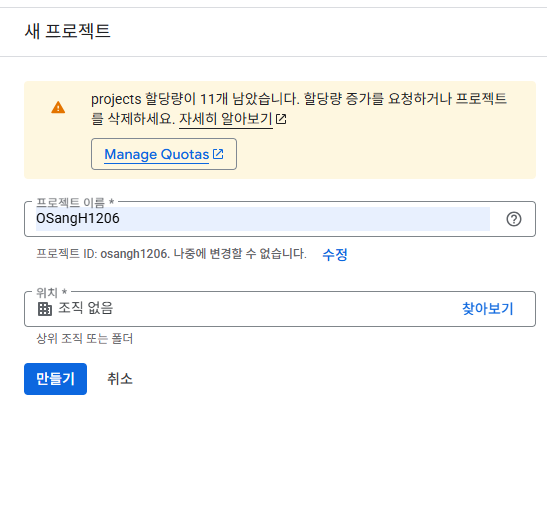 새 프로젝트
projects 할당량이 11개 남았습니다. 할당량 증가를 요청하거나 프로젝트
를 삭제하세요. 자세히 알아보기
Manage Quotas
프로젝트 이름 *
OSangH1206
프로젝트 ID: osangh1206. 나중에 변경할 수 없습니다. 수정
위치 *
조직 없음 찾아보기
상위 조직 또는 폴더
만들기 취소